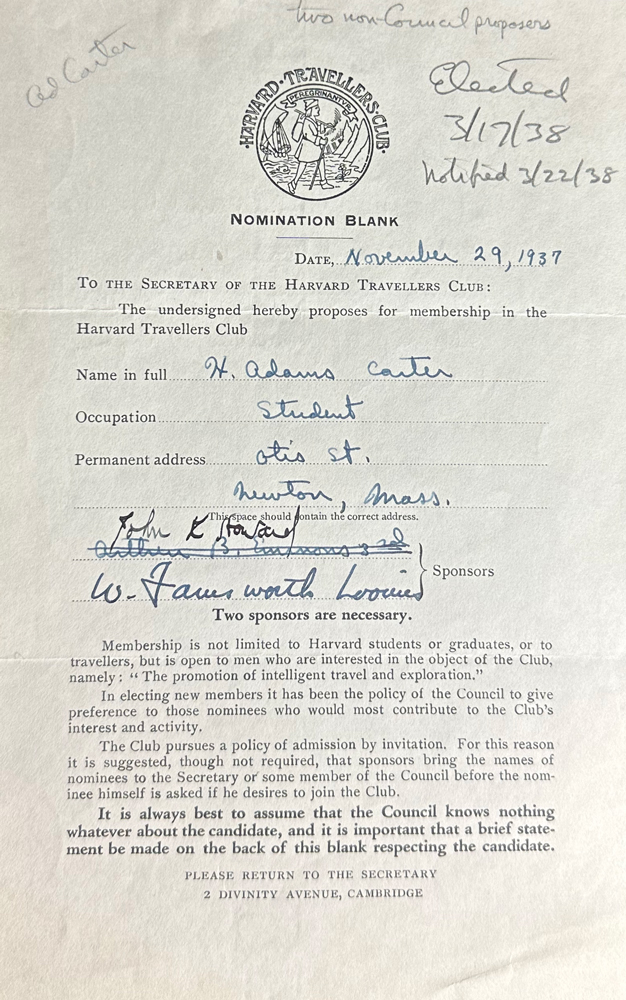 two non-Council proposers
Ad Carter
Elected
3/17/38
Notified 3/22/38
·HARVARD·TRAVELLERS·CLUB·
PEREGRINANTVR
NOMINATION BLANK
DATE, November 29, 1937
TO THE SECRETARY OF THE HARVARD TRAVELLERS CLUB:
The undersigned hereby proposes for membership in the
Harvard Travellers Club
Name in full H. Adams Carter
Occupation Student
Permanent address Otis St.
Newton, Mass.
This space should contain the correct address.
John K Howard
Arthur B. Emmons 3rd
W. Farnsworth Loomis
Sponsors
Two sponsors are necessary.
Membership is not limited to Harvard students or graduates, or to
travellers, but is open to men who are interested in the object of the Club,
namely: “The promotion of intelligent travel and exploration.”
In electing new members it has been the policy of the Council to give
preference to those nominees who would most contribute to the Club's
interest and activity.
The Club pursues a policy of admission by invitation. For this reason
it is suggested, though not required, that sponsors bring the names of
nominees to the Secretary or some member of the Council before the nom-
inee himself is asked if he desires to join the Club.
It is always best to assume that the Council knows nothing
whatever about the candidate, and it is important that a brief state-
ment be made on the back of this blank respecting the candidate.
PLEASE RETURN TO THE SECRETARY
2 DIVINITY AVENUE, CAMBRIDGE